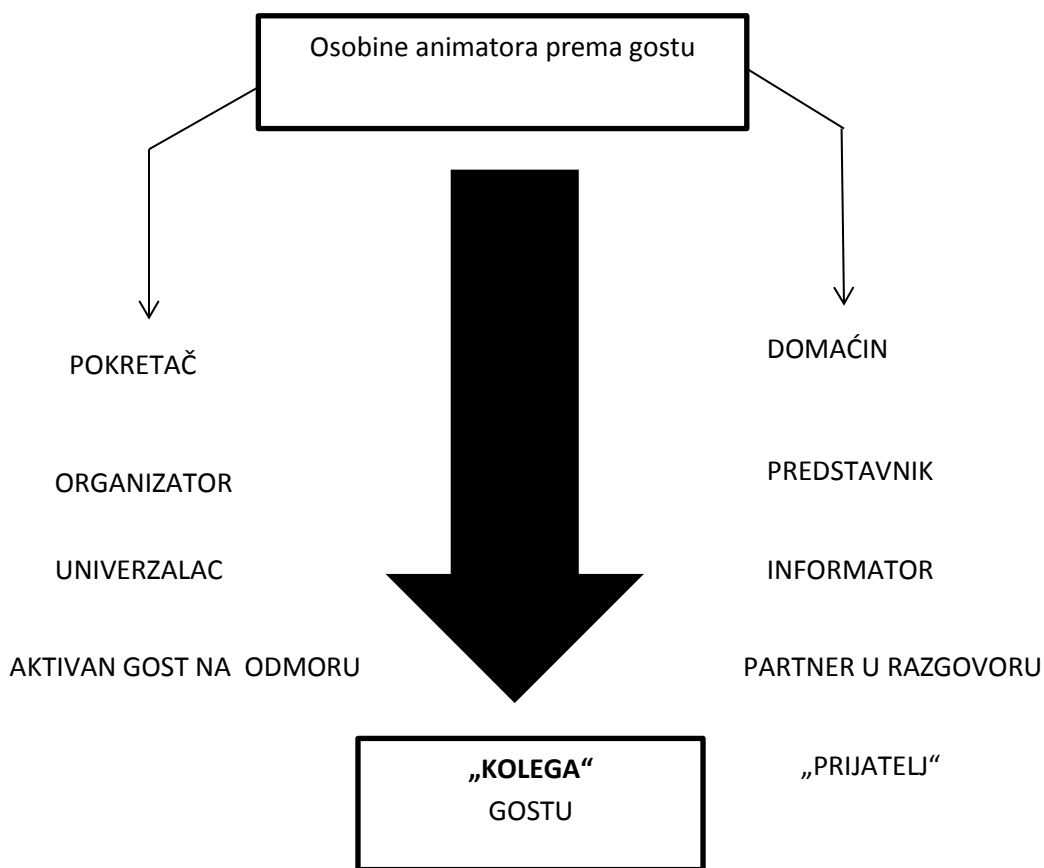 Osobine animatora prema gostu
POKRETAČ
ORGANIZATOR
UNIVERZALAC
AKTIVAN GOST NA ODMORU
DOMAĆIN
PREDSTAVNIK
INFORMATOR
PARTNER U RAZGOVORU
„PRIJATELJ“
„KOLEGA“
GOSTU